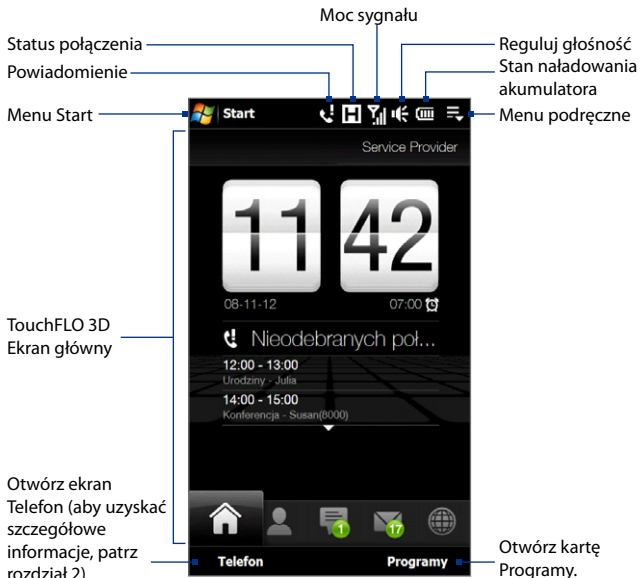 Moc sygnału
Status połączenia
Powiadomienie
Menu Start
Reguluj głośność
Stan naładowania
akumulatora
Menu podręczne
Start
H
Service Provider
11 42
08-11-12
07:00
Nieodebranych poł...
12:00 - 13:00
Urodziny - Julia
14:00 - 15:00
Konferencja - Susan(8000)
TouchFLO 3D
Ekran główny
1
17
Otwórz ekran
Telefon (aby uzyskać
szczegółowe
informacje, patrz
rozdział 2)
Telefon
Programy
Otwórz kartę
Programy.